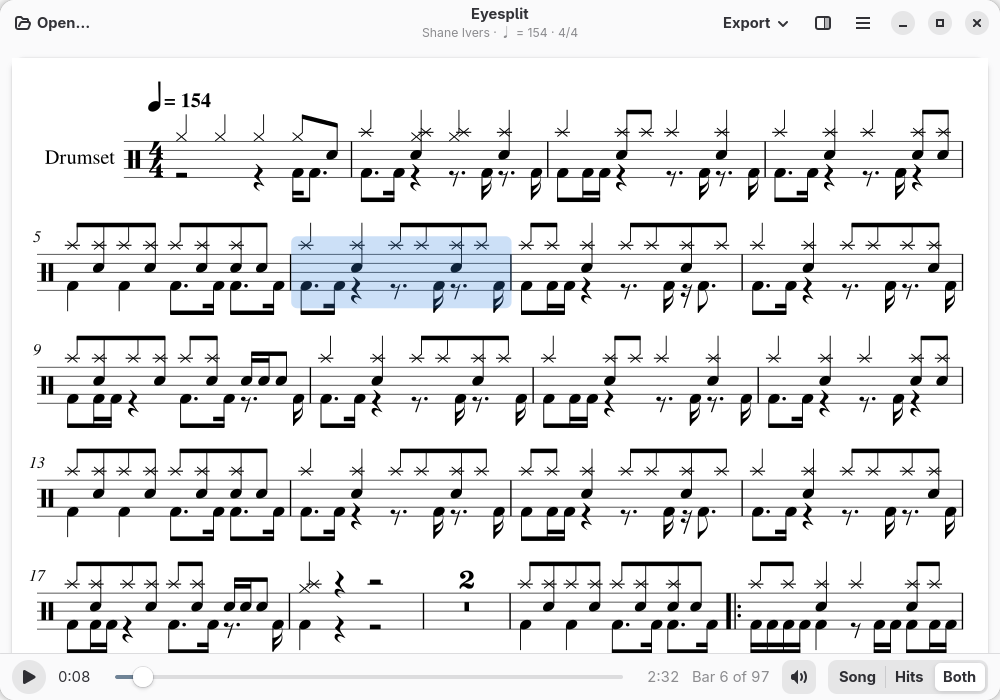 Open...
Eyesplit
Shane Ivers · ♩ = 154 · 4/4
Export
♩ = 154
Drumset
4
4
5
9
13
17
2
0:08
2:32
Bar 6 of 97
Song
Hits
Both